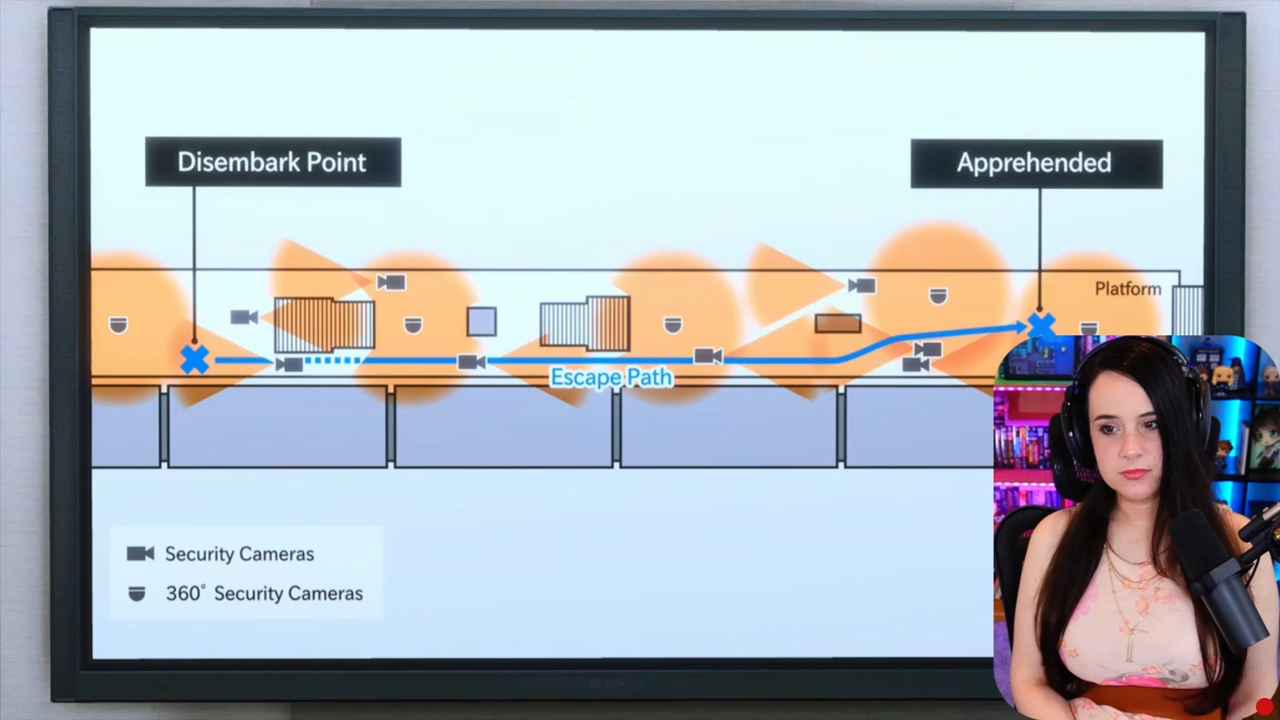 Disembark Point
Apprehended
Platform
Escape Path
Security Cameras
360° Security Cameras